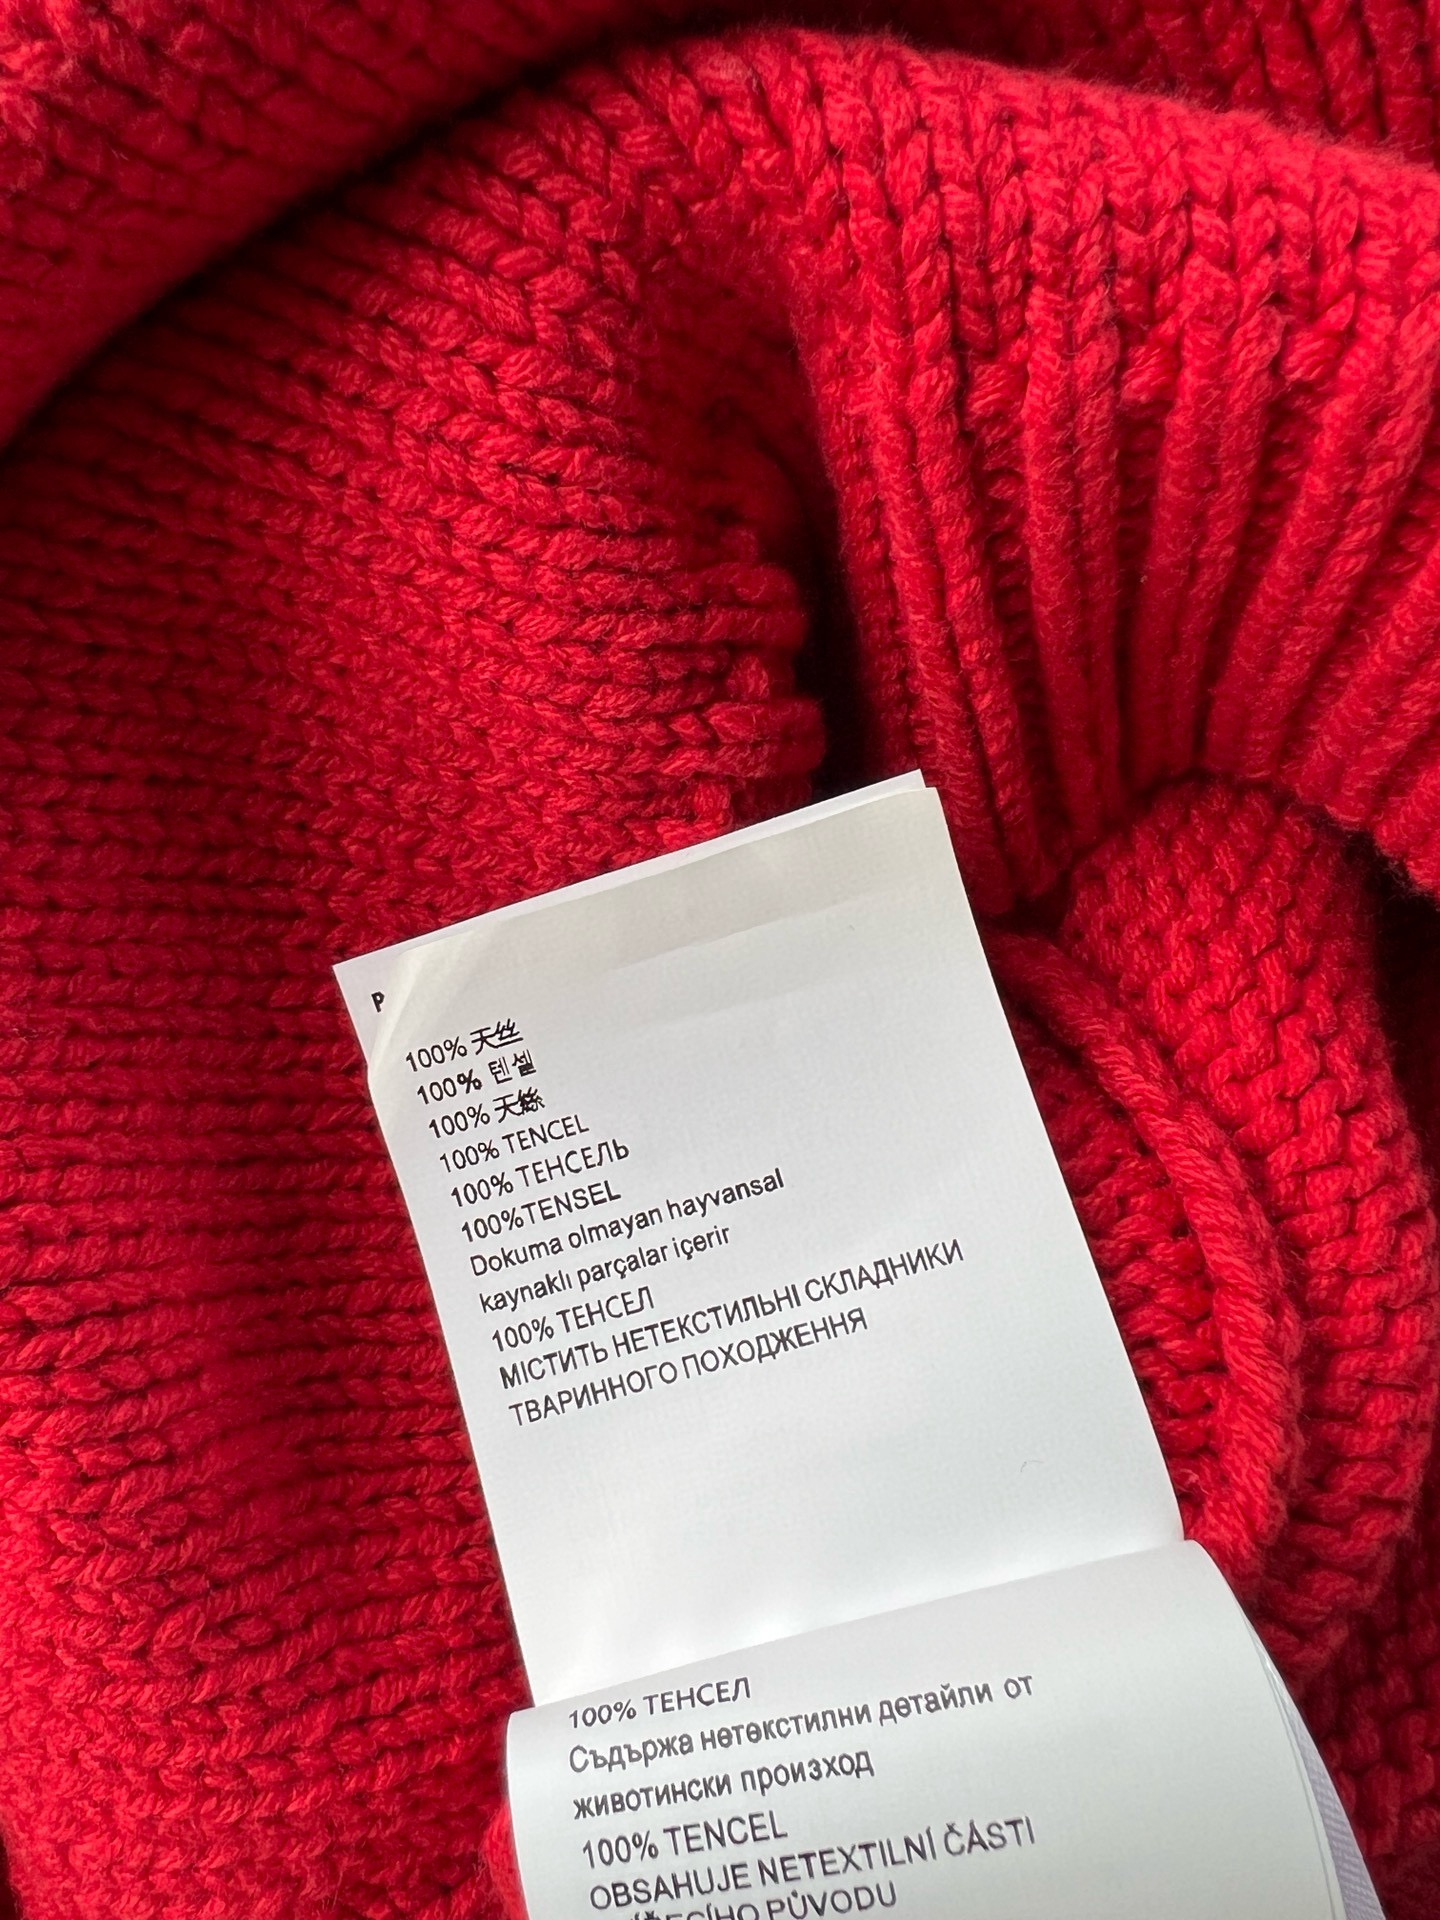 P
100% 天丝
100% 텐셀
100% 天絲
100% TENCEL
100% ТЕНСЕЛЬ
100%TENSEL
Dokuma olmayan hayvansal
kaynaklı parçalar içerir
100% ТЕНСЕЛ
МІСТИТЬ НЕТЕКСТИЛЬНІ СКЛАДНИКИ
ТВАРИННОГО ПОХОДЖЕННЯ
100% ТЕНСЕЛ
Съдържа нетекстилни детайли от
животински произход
100% TENCEL
OBSAHUJE NETEXTILNÍ ČÁSTI
PŮVODU